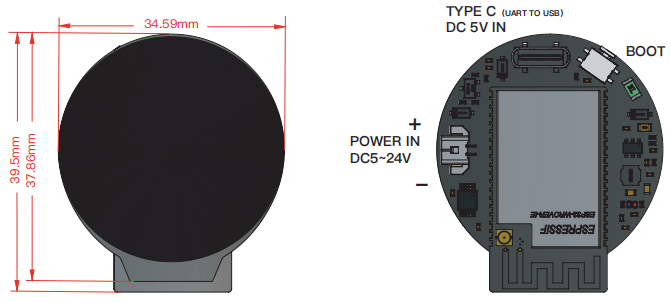 34.59mm
39.5mm
37.86mm
TYPE C (UART TO USB)
DC 5V IN
BOOT
+
POWER IN
DC5~24V
−
ESPRESSIF
ESP32-WROVER-IE